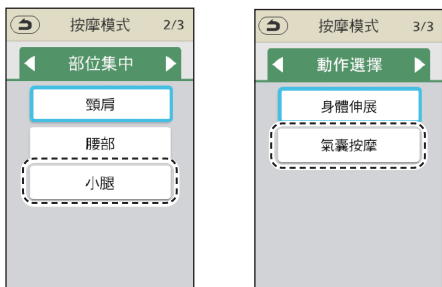 按摩模式 2/3
部位集中
頸肩
腰部
小腿
按摩模式 3/3
動作選擇
身體伸展
氣囊按摩